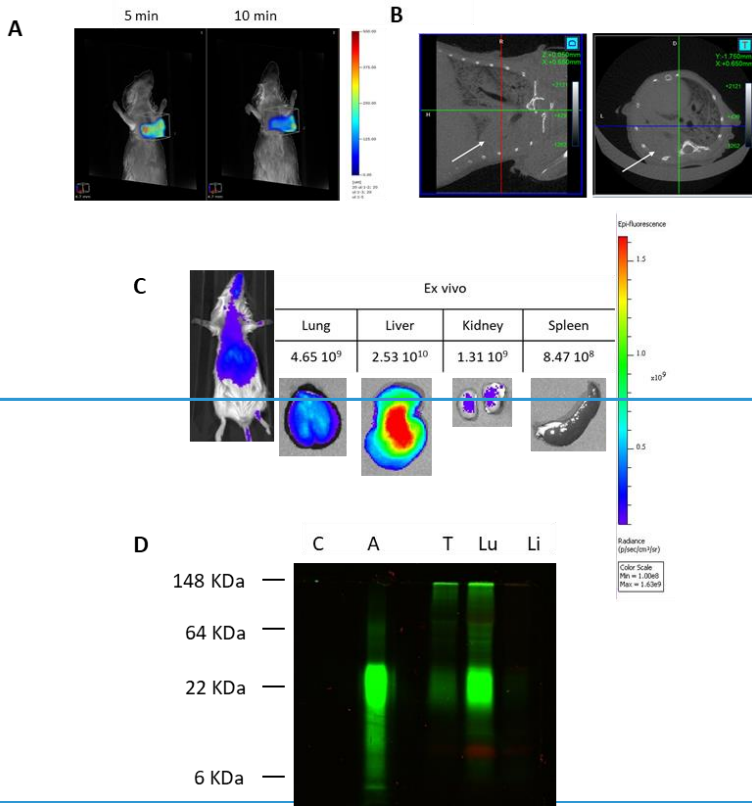 A
5 min
10 min
B
C
Ex vivo
Lung
Liver
Kidney
Spleen
4.65 10⁹
2.53 10¹⁰
1.31 10⁹
8.47 10⁸
Epi-fluorescence
1.5
1.0
x10⁹
0.5
Radiance
(p/sec/cm²/sr)
Color Scale
Min = 1.00e8
Max = 1.63e9
D
C
A
T
Lu
Li
148 KDa
64 KDa
22 KDa
6 KDa